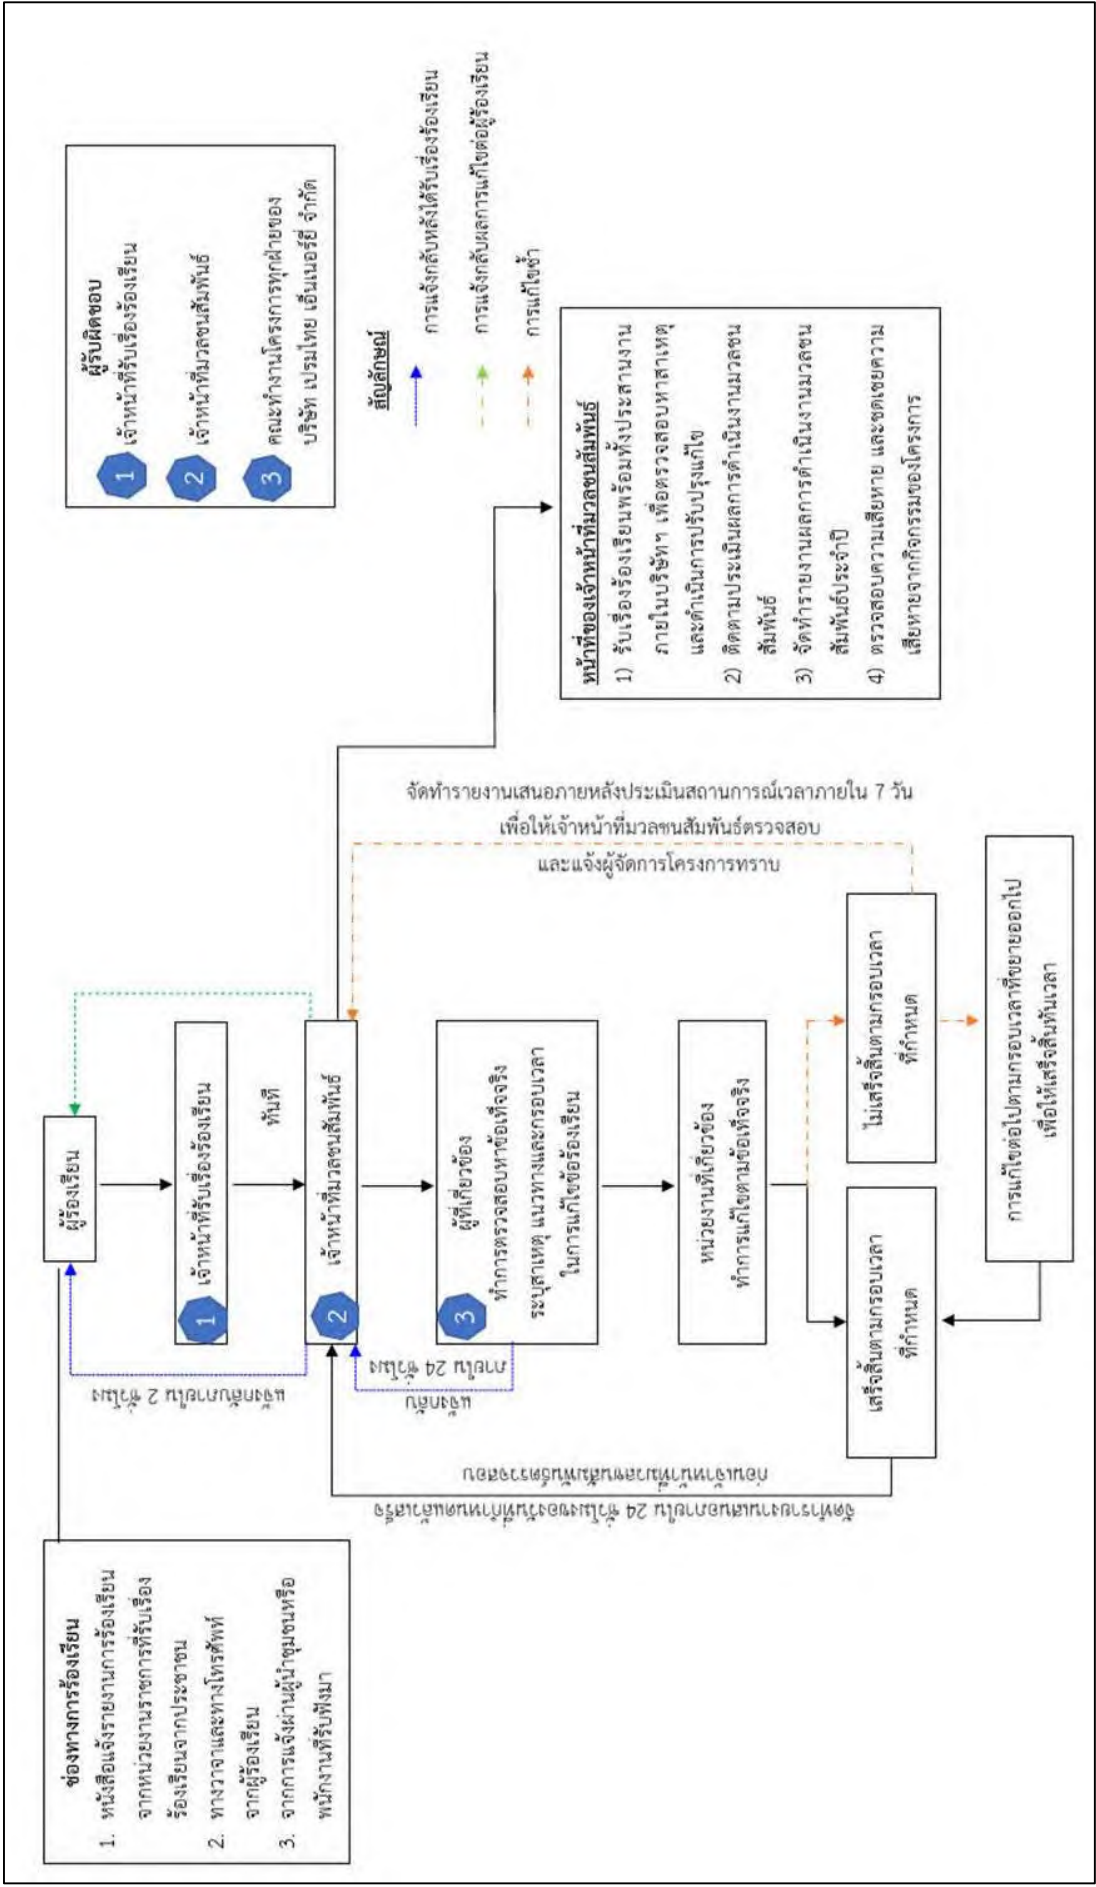 ช่องทางการร้องเรียน
1. หนังสือแจ้งรายงานการร้องเรียน
จากหน่วยงานราชการที่รับเรื่อง
ร้องเรียนจากประชาชน
2. ทางวาจาและทางโทรศัพท์
จากผู้ร้องเรียน
3. จากการแจ้งผ่านผู้นำชุมชนหรือ
พนักงานที่รับฟังมา
ผู้ร้องเรียน
แจ้งกลับภายใน 2 ชั่วโมง
1 เจ้าหน้าที่รับเรื่องร้องเรียน
ทันที
2 เจ้าหน้าที่มวลชนสัมพันธ์
แจ้งกลับ
ภายใน 24 ชั่วโมง
3
ผู้ที่เกี่ยวข้อง
ทำการตรวจสอบหาข้อเท็จจริง
ระบุสาเหตุ แนวทางและกรอบเวลา
ในการแก้ไขข้อร้องเรียน
หน่วยงานที่เกี่ยวข้อง
ทำการแก้ไขตามข้อเท็จจริง
เสร็จสิ้นตามกรอบเวลา
ที่กำหนด
ไม่เสร็จสิ้นตามกรอบเวลา
ที่กำหนด
การแก้ไขต่อไปตามกรอบเวลาที่ขยายออกไป
เพื่อให้เสร็จสิ้นทันเวลา
จัดทำรายงานเสนอภายใน 24 ชั่วโมงของวันที่กำหนดแล้วเสร็จ
ก่อนเจ้าหน้าที่มวลชนสัมพันธ์ตรวจสอบ
จัดทำรายงานเสนอภายหลังประเมินสถานการณ์เวลาภายใน 7 วัน
เพื่อให้เจ้าหน้าที่มวลชนสัมพันธ์ตรวจสอบ
และแจ้งผู้จัดการโครงการทราบ
ผู้รับผิดชอบ
1 เจ้าหน้าที่รับเรื่องร้องเรียน
2 เจ้าหน้าที่มวลชนสัมพันธ์
3 คณะทำงานโครงการทุกฝ่ายของ
บริษัท เปรมไทย เอ็นเนอร์ยี่ จำกัด
สัญลักษณ์
การแจ้งกลับหลังได้รับเรื่องร้องเรียน
การแจ้งกลับผลการแก้ไขต่อผู้ร้องเรียน
การแก้ไขซ้ำ
หน้าที่ของเจ้าหน้าที่มวลชนสัมพันธ์
1) รับเรื่องร้องเรียนพร้อมทั้งประสานงาน
ภายในบริษัทฯ เพื่อตรวจสอบหาสาเหตุ
และดำเนินการปรับปรุงแก้ไข
2) ติดตามประเมินผลการดำเนินงานมวลชน
สัมพันธ์
3) จัดทำรายงานผลการดำเนินงานมวลชน
สัมพันธ์ประจำปี
4) ตรวจสอบความเสียหาย และชดเชยความ
เสียหายจากกิจกรรมของโครงการ